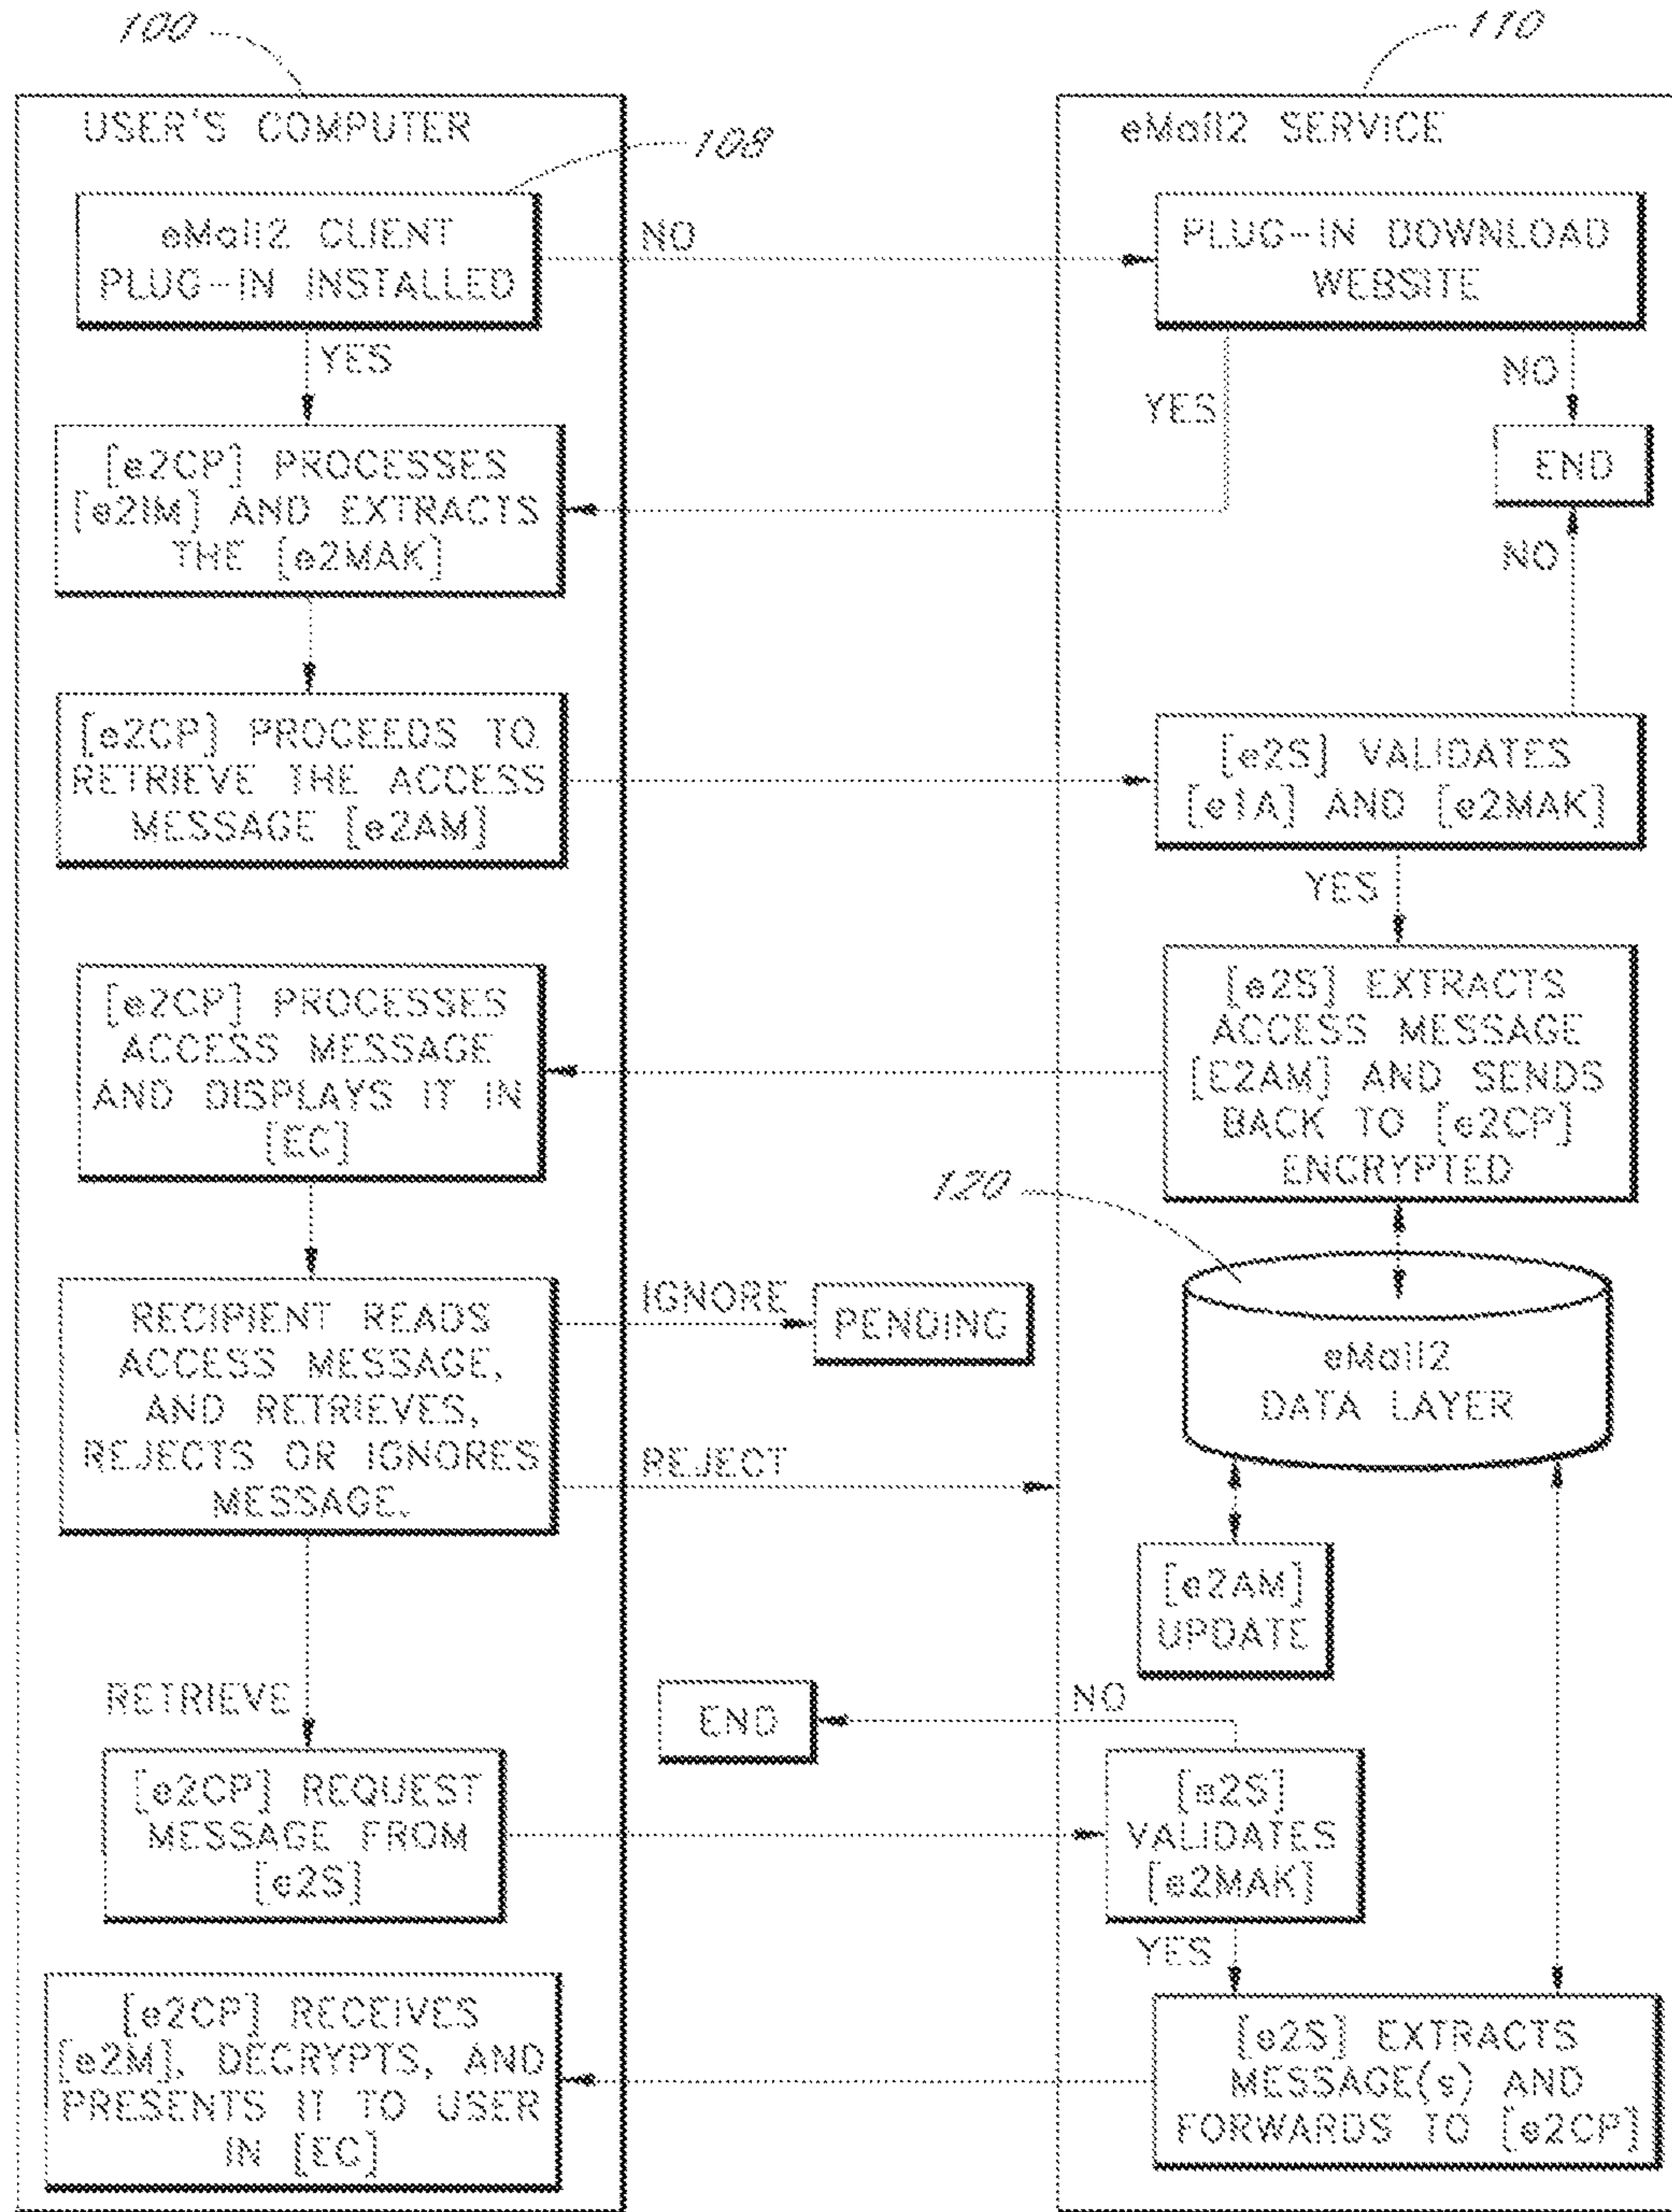 100
110
USER'S COMPUTER
eMail2 SERVICE
108
eMail2 CLIENT
PLUG-IN INSTALLED
NO
PLUG-IN DOWNLOAD
WEBSITE
YES
YES
NO
END
[e2CP] PROCESSES
[e2IM] AND EXTRACTS
THE [e2MAK]
NO
[e2CP] PROCEEDS TO
RETRIEVE THE ACCESS
MESSAGE [e2AM]
[e2S] VALIDATES
[e1A] AND [e2MAK]
YES
[e2CP] PROCESSES
ACCESS MESSAGE
AND DISPLAYS IT IN
[EC]
[e2S] EXTRACTS
ACCESS MESSAGE
[E2AM] AND SENDS
BACK TO [e2CP]
ENCRYPTED
120
RECIPIENT READS
ACCESS MESSAGE,
AND RETRIEVES,
REJECTS OR IGNORES
MESSAGE.
IGNORE
PENDING
REJECT
eMail2
DATA LAYER
[e2AM]
UPDATE
RETRIEVE
END
NO
[e2CP] REQUEST
MESSAGE FROM
[e2S]
[e2S]
VALIDATES
[e2MAK]
YES
[e2CP] RECEIVES
[e2M], DECRYPTS, AND
PRESENTS IT TO USER
IN [EC]
[e2S] EXTRACTS
MESSAGE(s) AND
FORWARDS TO [e2CP]